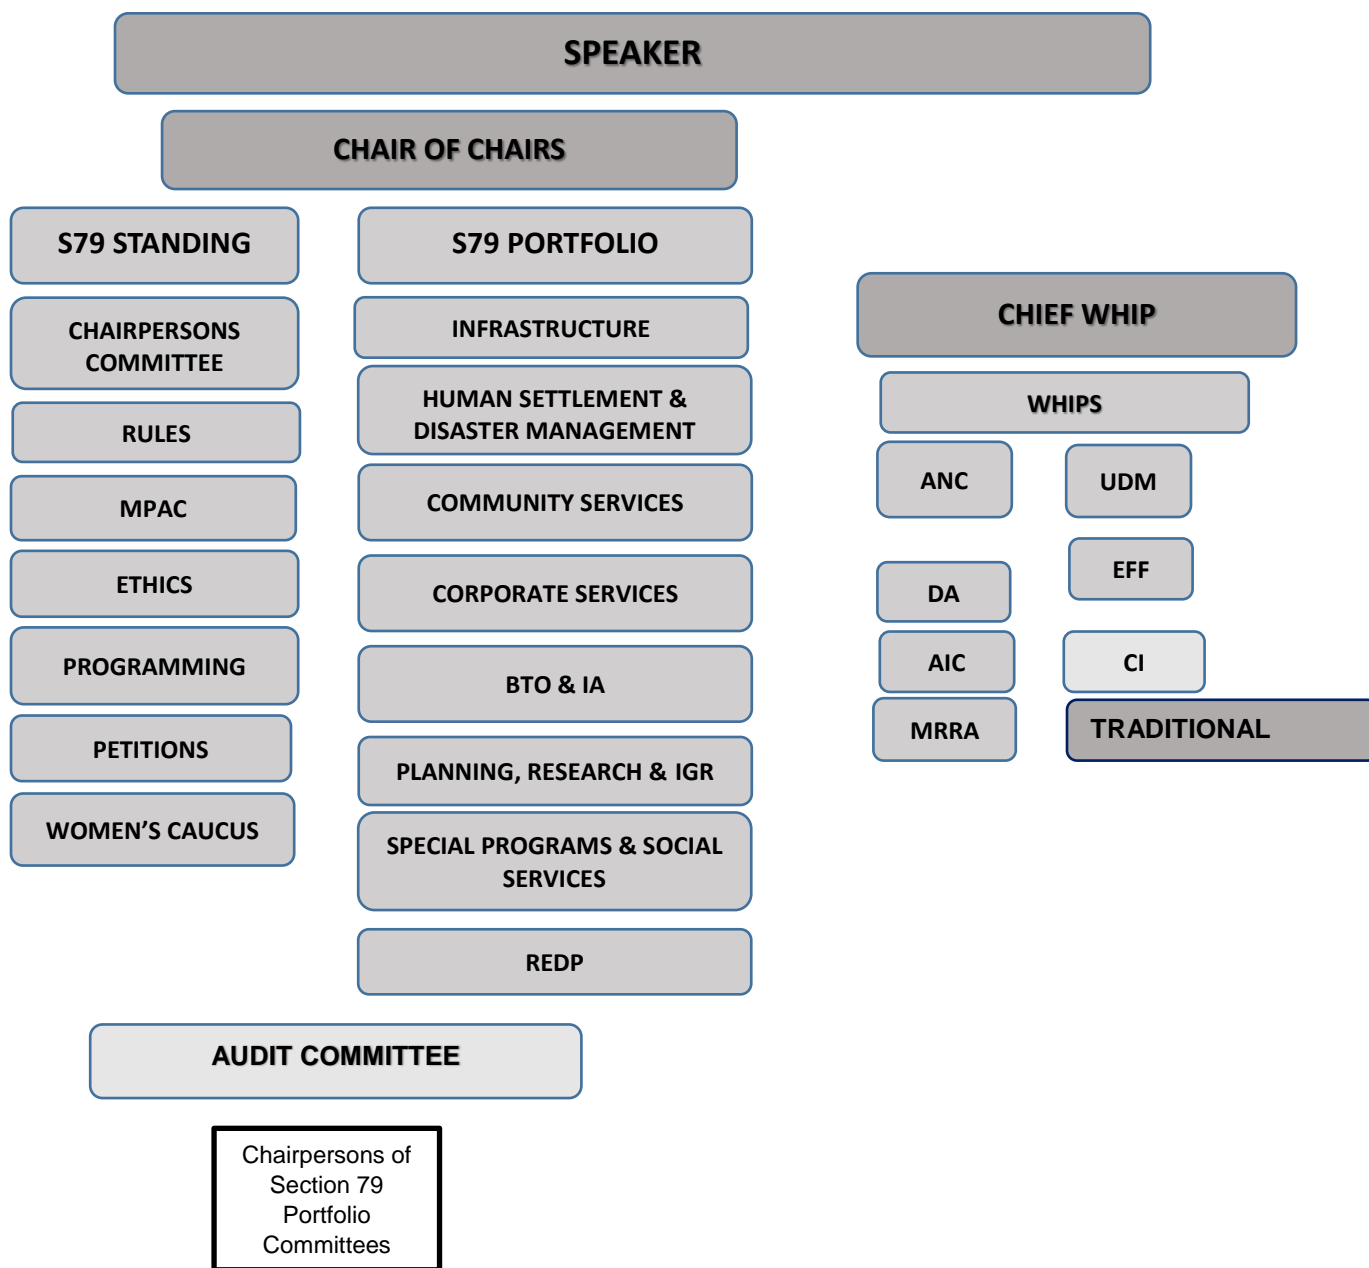 SPEAKER
CHAIR OF CHAIRS
S79 STANDING
CHAIRPERSONS
COMMITTEE
RULES
MPAC
ETHICS
PROGRAMMING
PETITIONS
WOMEN’S CAUCUS
S79 PORTFOLIO
INFRASTRUCTURE
HUMAN SETTLEMENT &
DISASTER MANAGEMENT
COMMUNITY SERVICES
CORPORATE SERVICES
BTO & IA
PLANNING, RESEARCH & IGR
SPECIAL PROGRAMS & SOCIAL
SERVICES
REDP
CHIEF WHIP
WHIPS
ANC
UDM
DA
EFF
AIC
CI
MRRA
TRADITIONAL
AUDIT COMMITTEE
Chairpersons of
Section 79
Portfolio
Committees